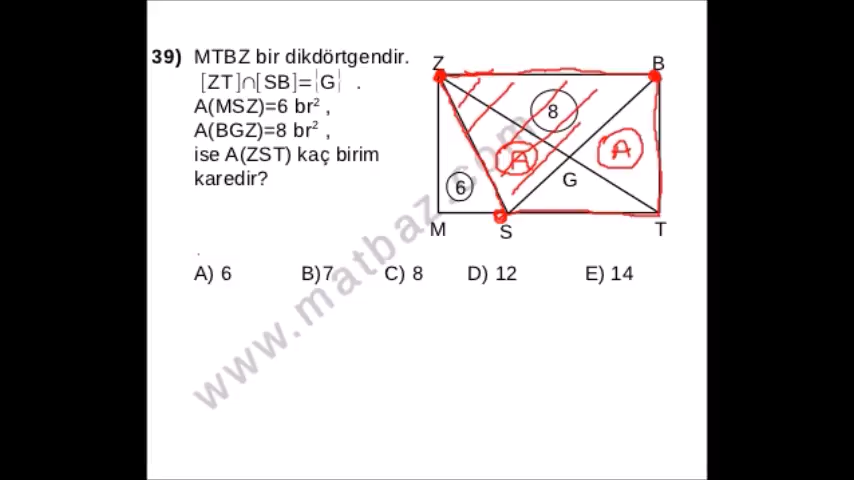 39) MTBZ bir dikdörtgendir.
[ZT]∩[SB]={G} .
A(MSZ)=6 br² ,
A(BGZ)=8 br² ,
ise A(ZST) kaç birim
karedir?
Z B
8
A A
6 G
M S T
A) 6 B)7 C) 8 D) 12 E) 14
www.matbaz.com